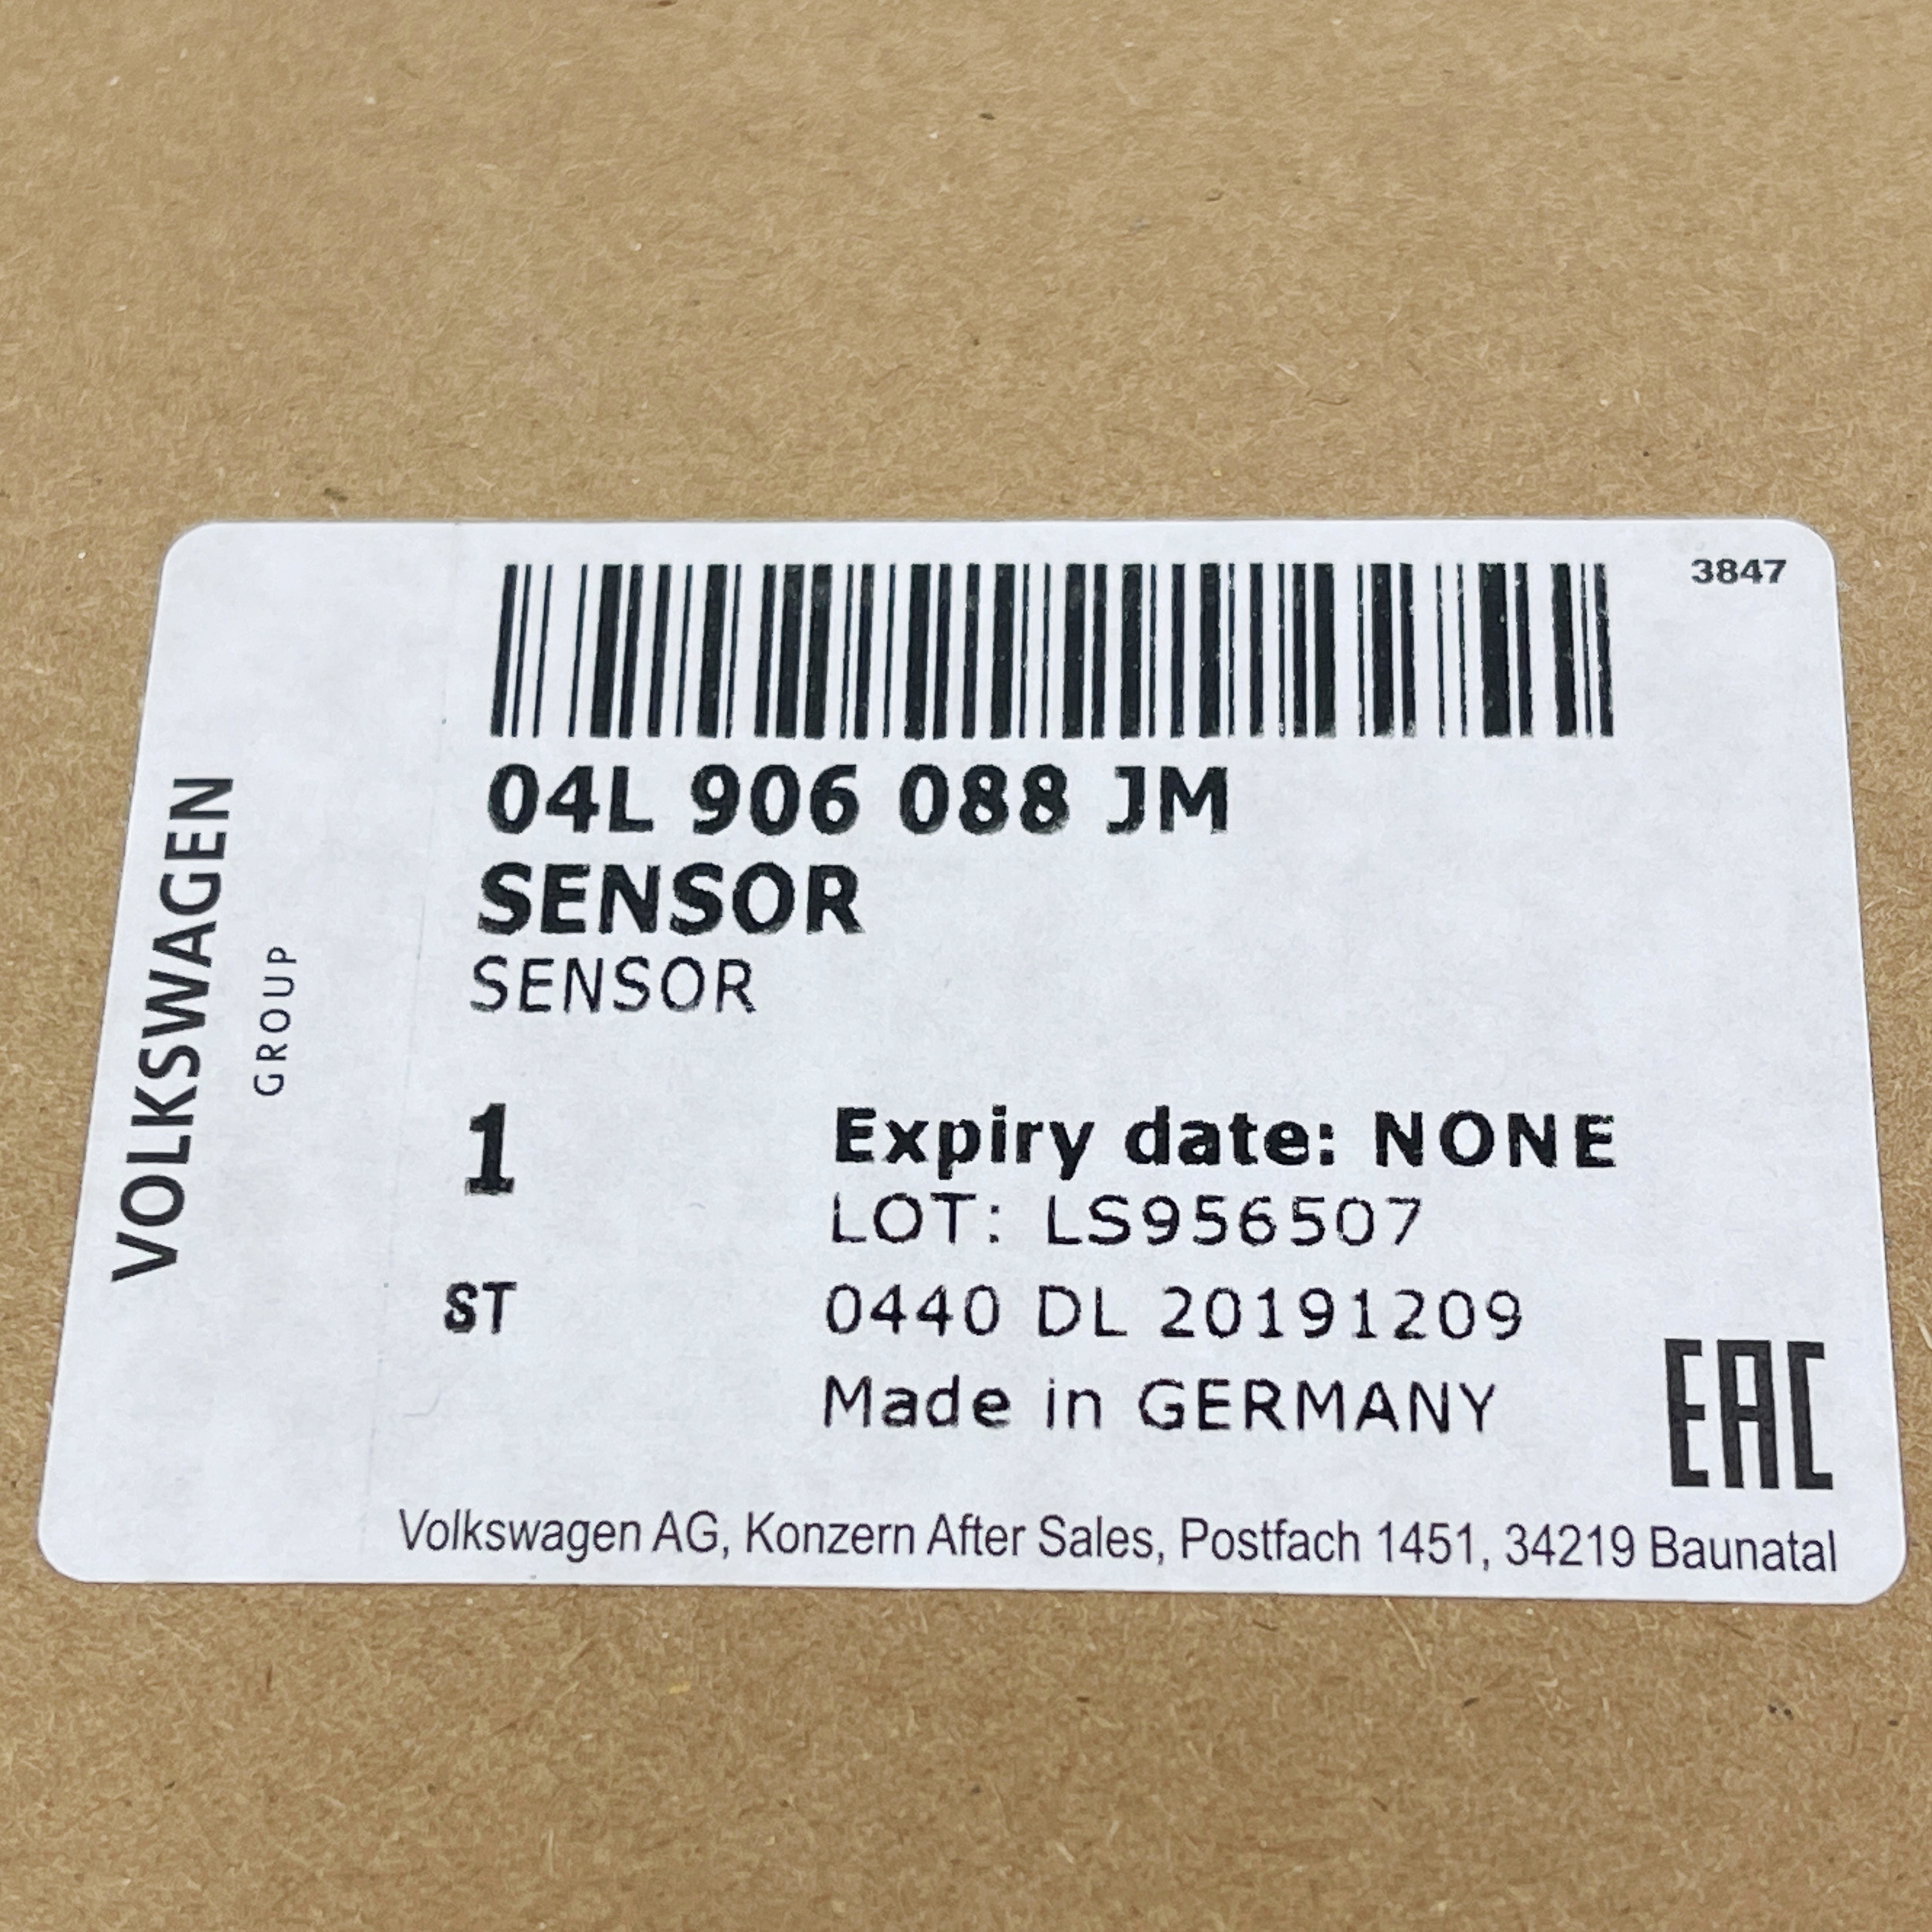 3847
04L 906 088 JM
SENSOR
SENSOR
VOLKSWAGEN
GROUP
1
Expiry date: NONE
LOT: LS956507
ST
0440 DL 20191209
Made in GERMANY
EAC
Volkswagen AG, Konzern After Sales, Postfach 1451, 34219 Baunatal